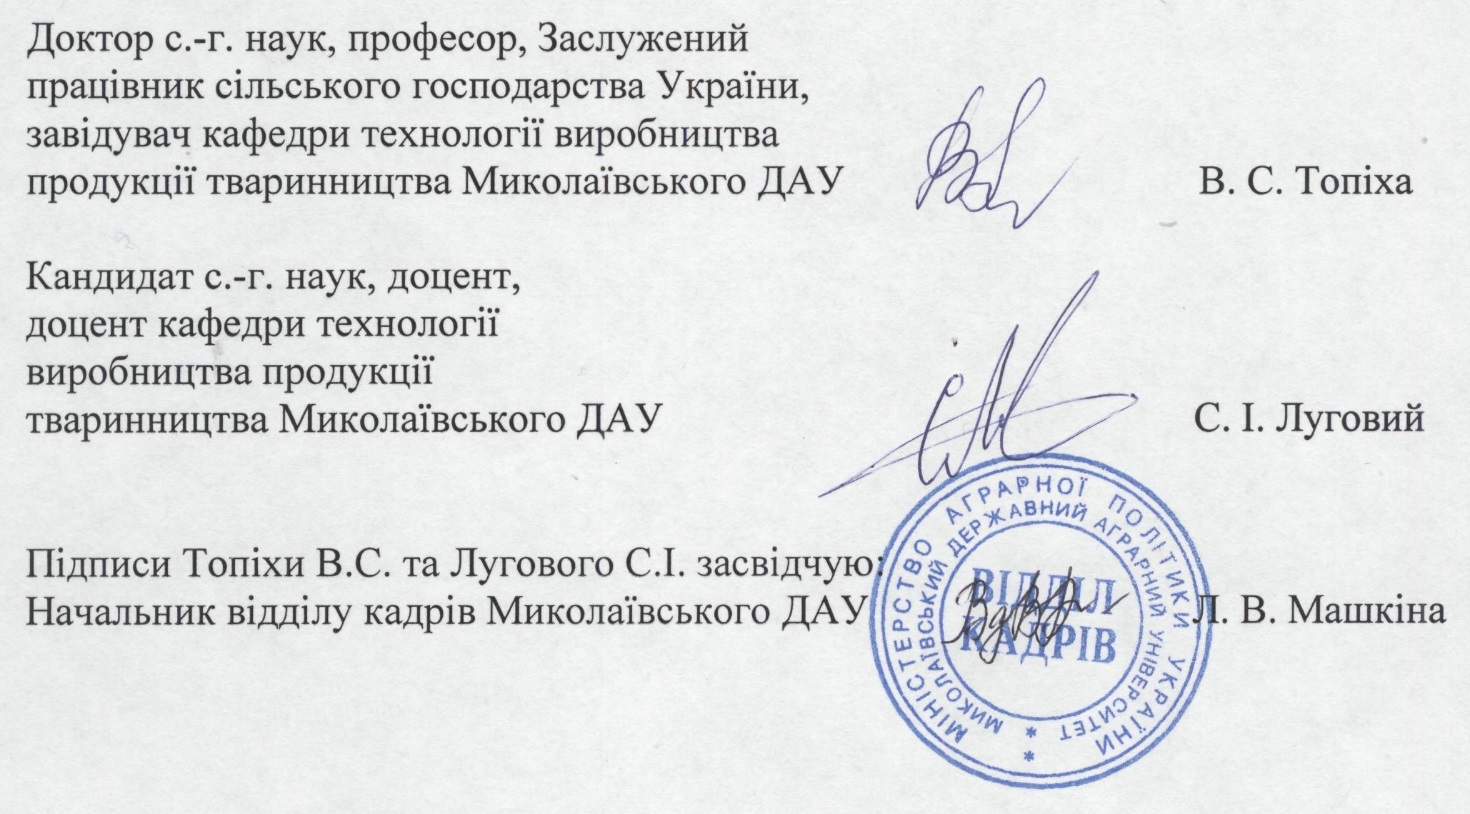 Доктор с.-г. наук, професор, Заслужений
працівник сільського господарства України,
завідувач кафедри технології виробництва
продукції тваринництва Миколаївського ДАУ В. С. Топіха
Кандидат с.-г. наук, доцент,
доцент кафедри технології
виробництва продукції
тваринництва Миколаївського ДАУ С. І. Луговий
Підписи Топіхи В.С. та Лугового С.І. засвідчую:
Начальник відділу кадрів Миколаївського ДАУ Л. В. Машкіна
МІНІСТЕРСТВО АГРАРНОЇ ПОЛІТИКИ УКРАЇНИ *
МИКОЛАЇВСЬКИЙ ДЕРЖАВНИЙ АГРАРНИЙ УНІВЕРСИТЕТ *
ВІДДІЛ
КАДРІВ